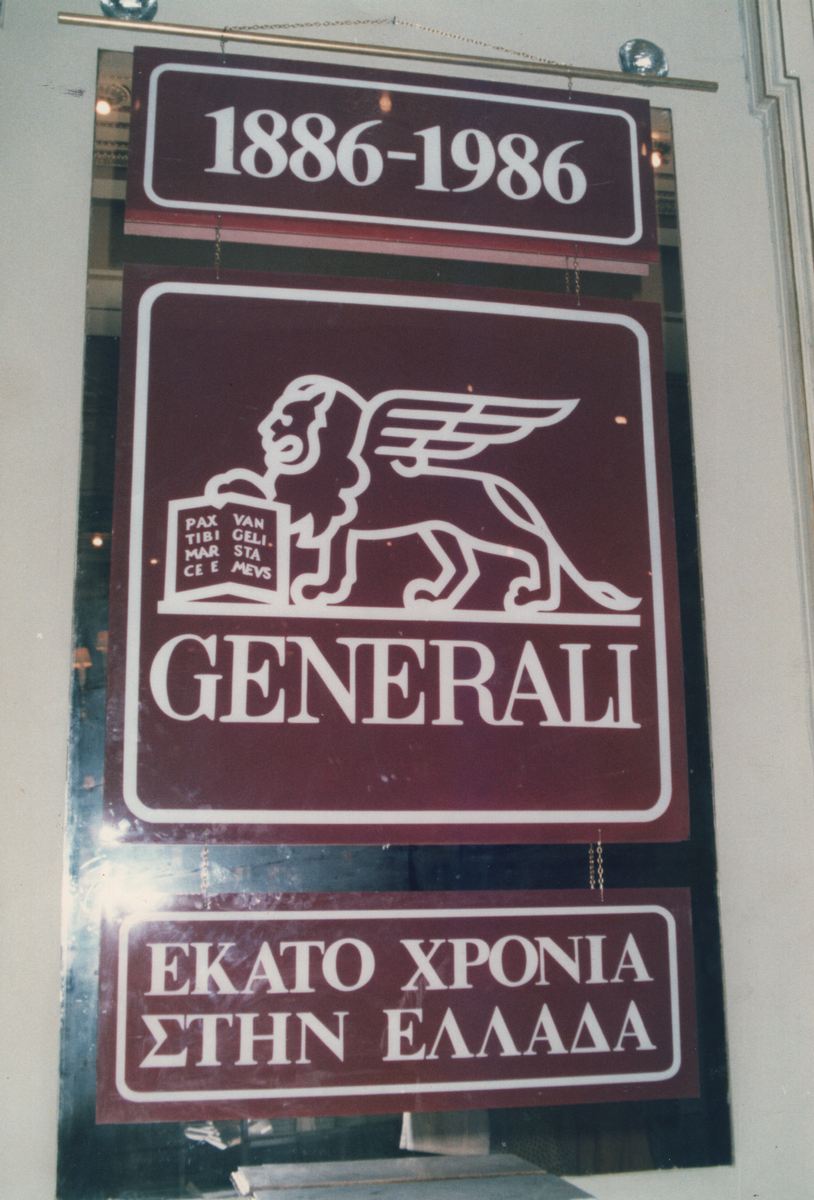 1886-1986
PAX VAN
TIBI GELI
MAR STA
CE E MEVS
GENERALI
ΕΚΑΤΟ ΧΡΟΝΙΑ
ΣΤΗΝ ΕΛΛΑΔΑ